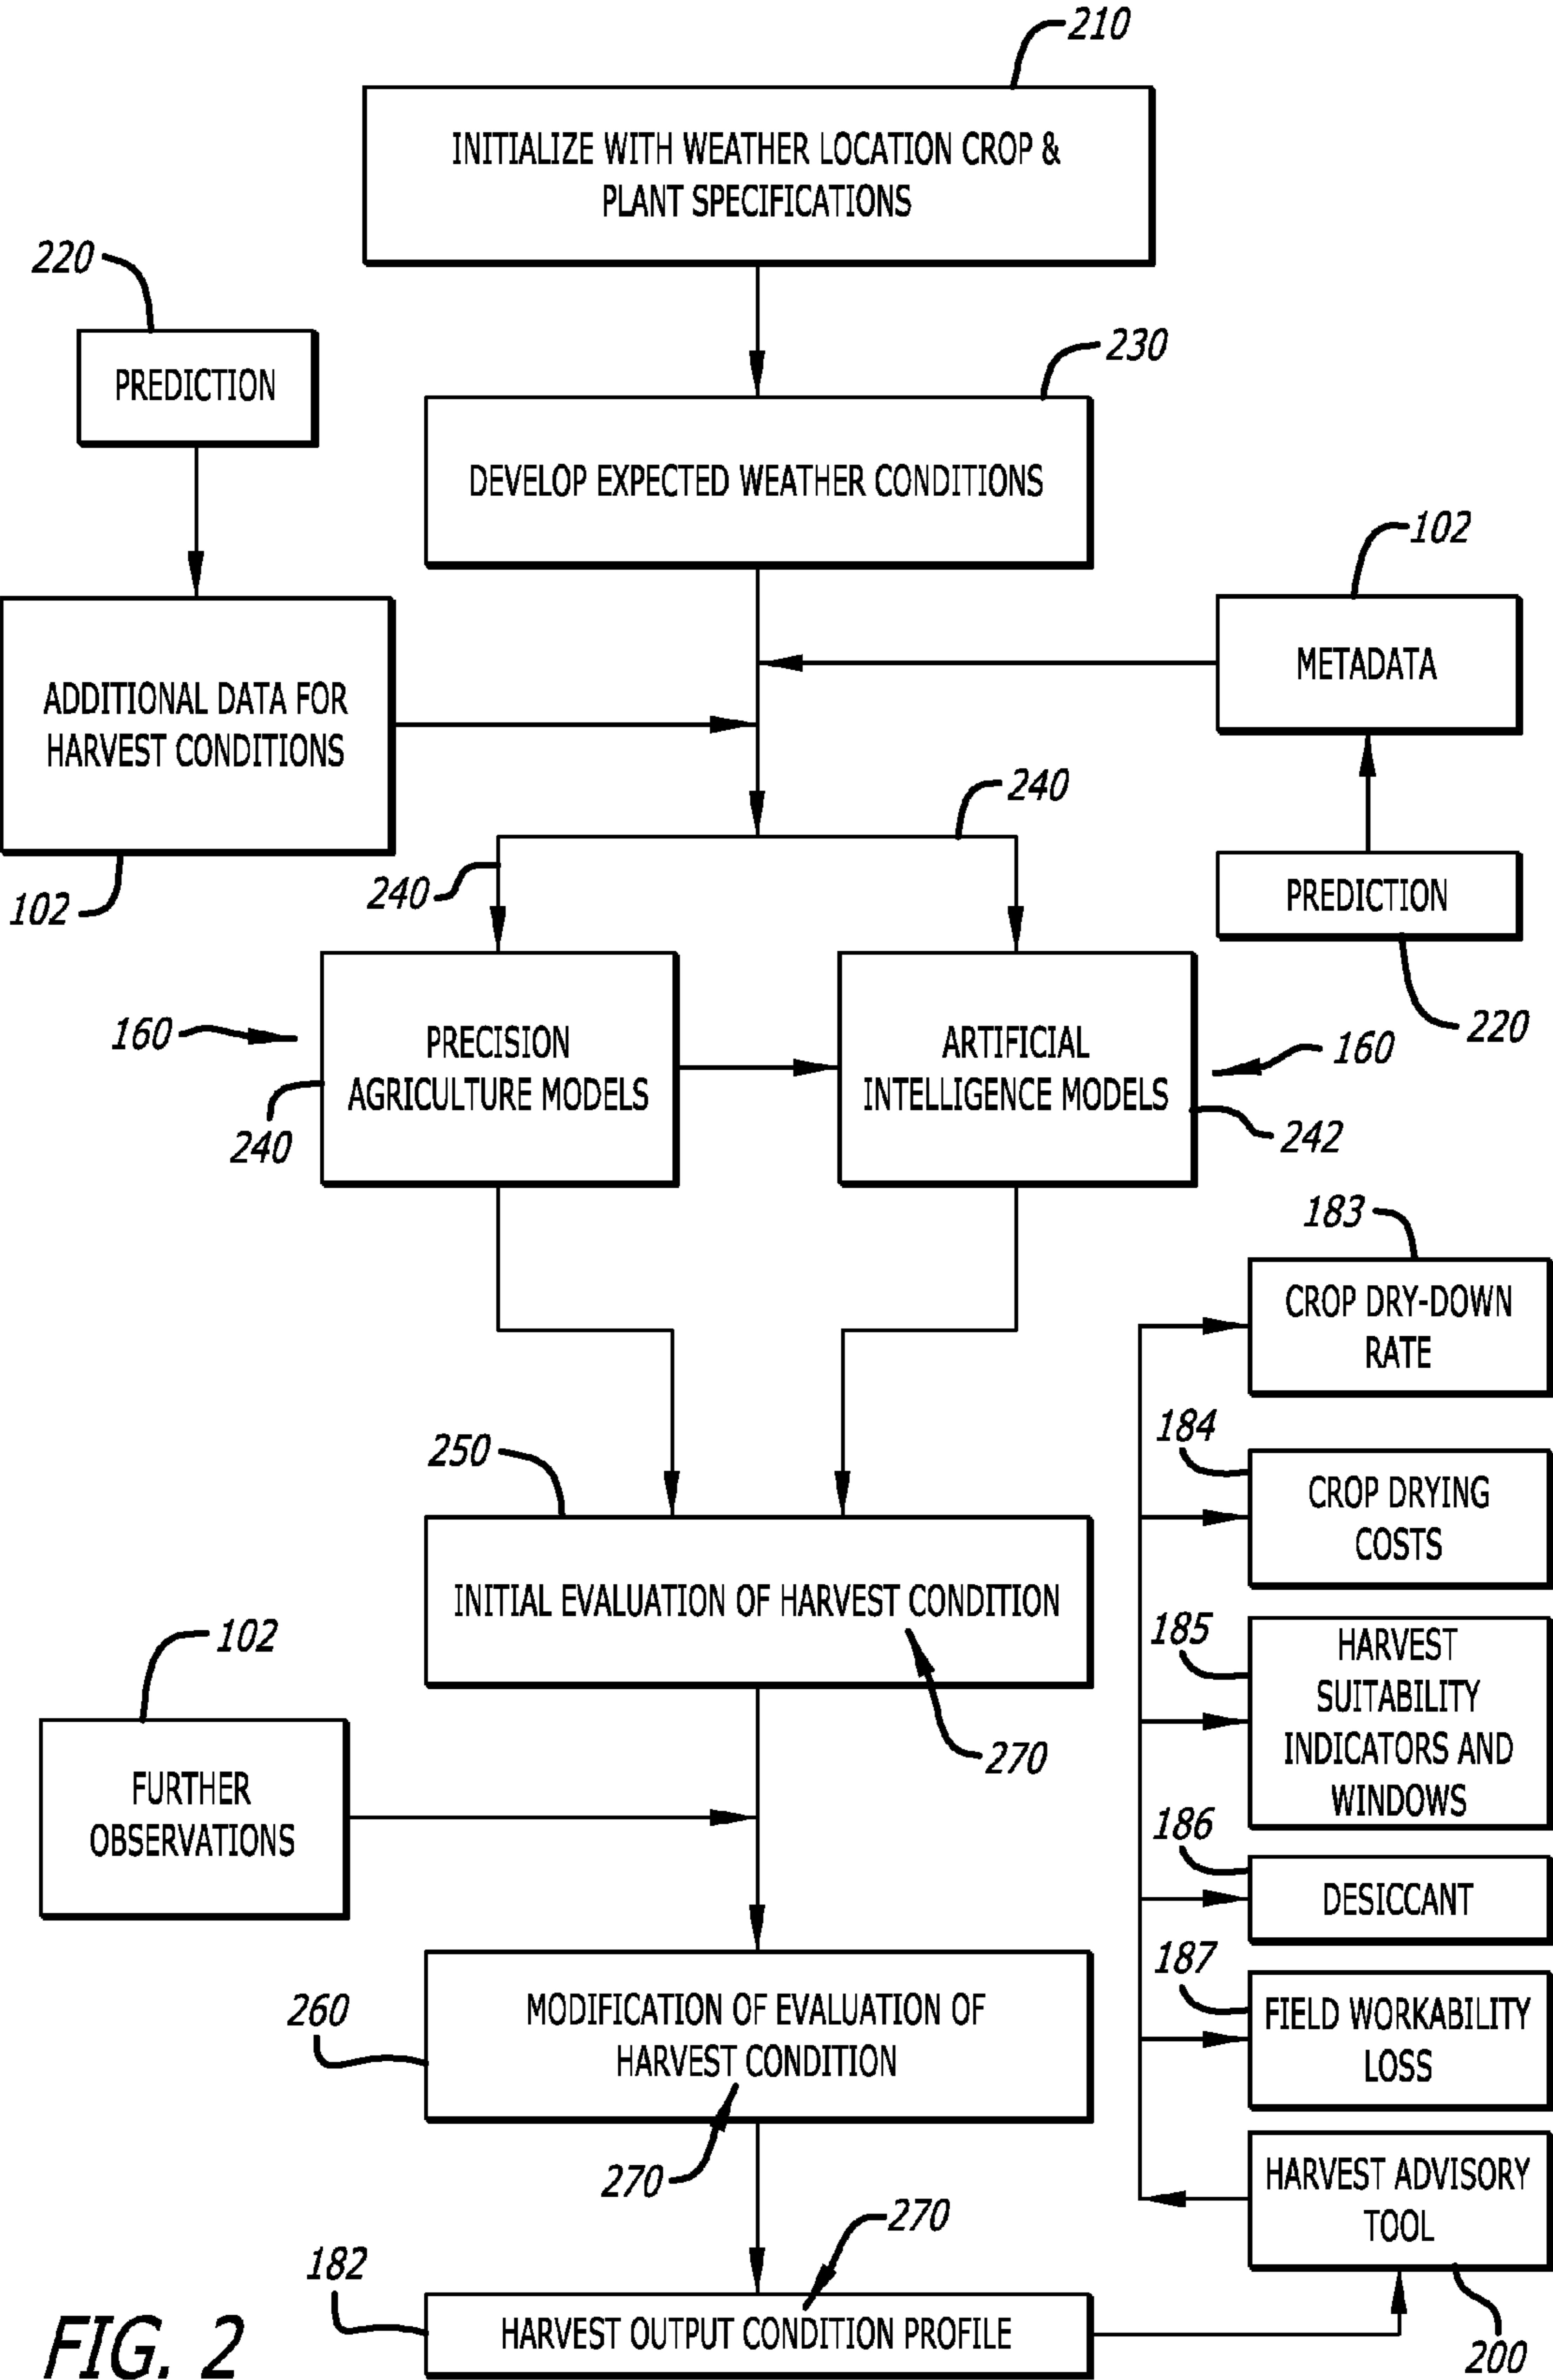 210
INITIALIZE WITH WEATHER LOCATION CROP &
PLANT SPECIFICATIONS
220
PREDICTION
230
DEVELOP EXPECTED WEATHER CONDITIONS
102
METADATA
ADDITIONAL DATA FOR
HARVEST CONDITIONS
102
240
240
PREDICTION
220
160
PRECISION
AGRICULTURE MODELS
240
ARTIFICIAL
INTELLIGENCE MODELS
160
242
183
CROP DRY-DOWN
RATE
184
CROP DRYING
COSTS
250
INITIAL EVALUATION OF HARVEST CONDITION
270
185
HARVEST
SUITABILITY
INDICATORS AND
WINDOWS
102
FURTHER
OBSERVATIONS
186
DESICCANT
187
FIELD WORKABILITY
LOSS
260
MODIFICATION OF EVALUATION OF
HARVEST CONDITION
270
HARVEST ADVISORY
TOOL
200
270
182
HARVEST OUTPUT CONDITION PROFILE
FIG. 2